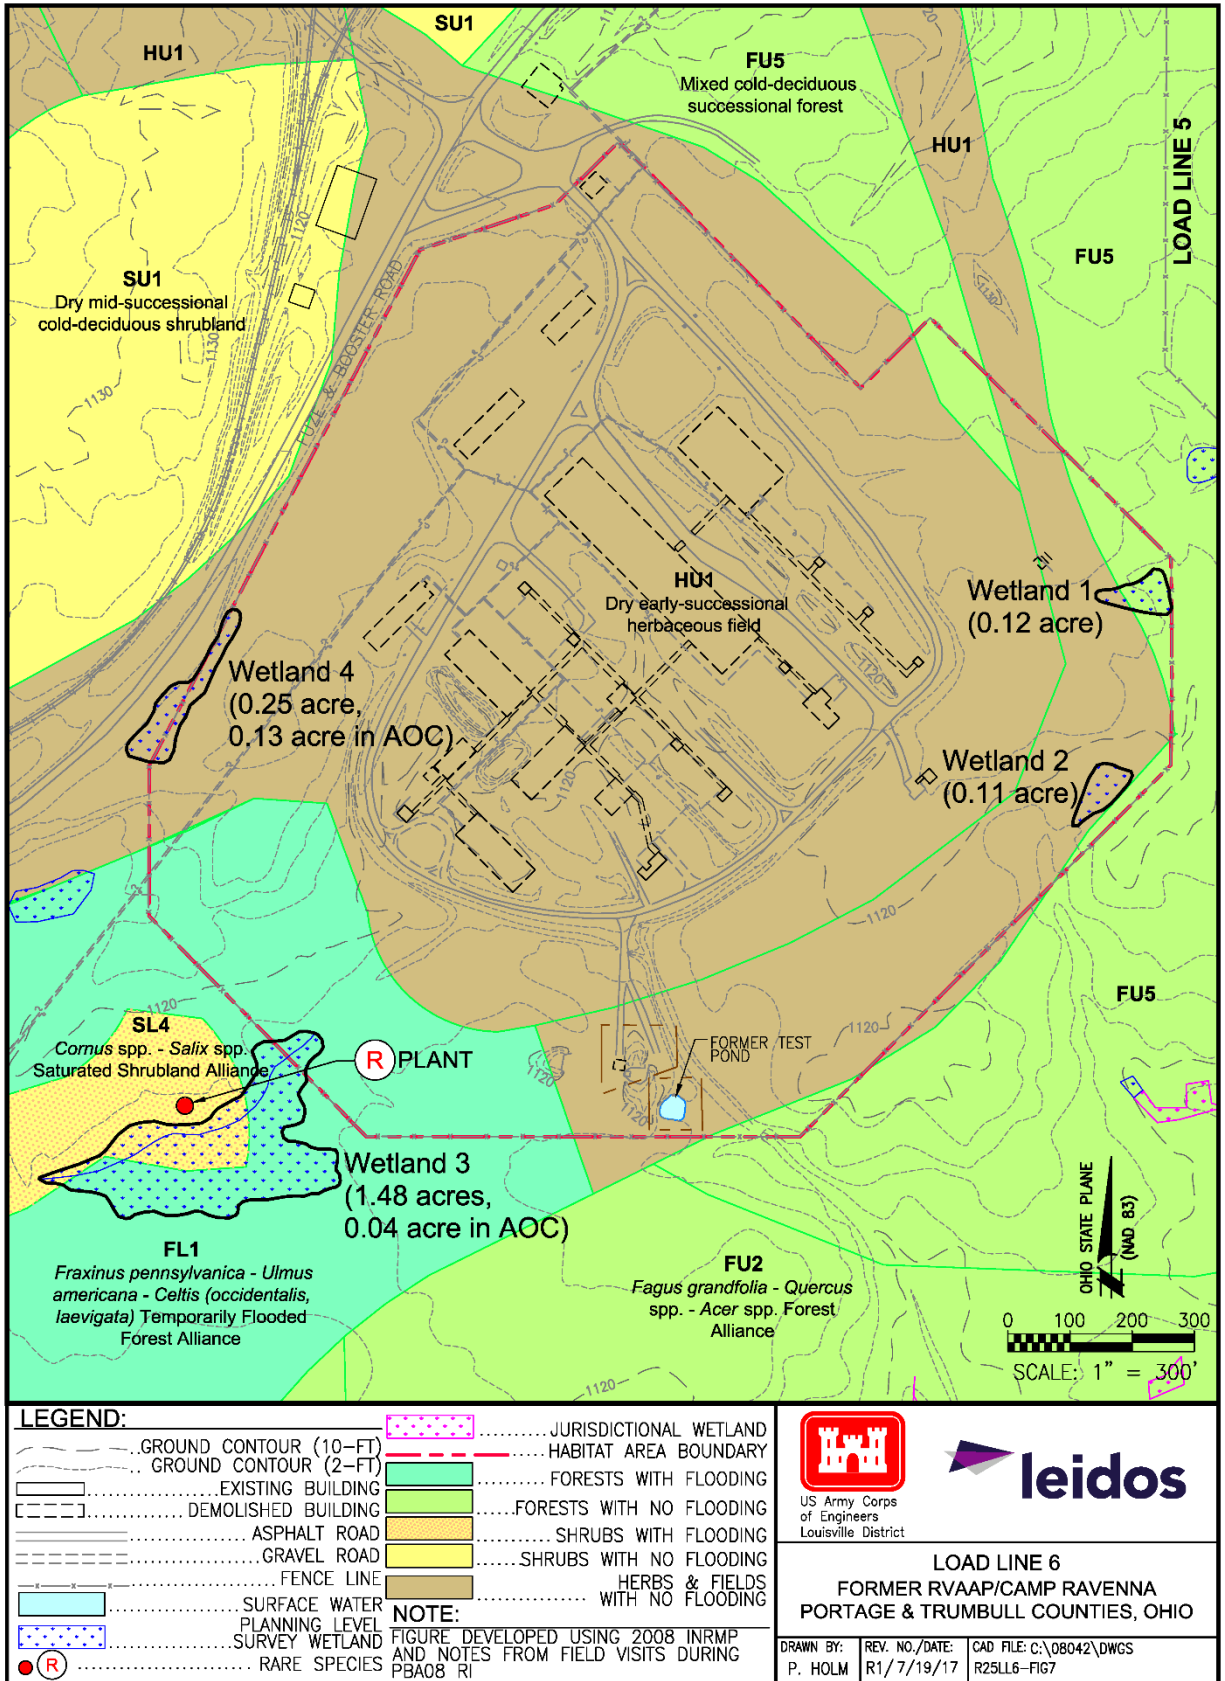 SU1
HU1
FU5
Mixed cold-deciduous
successional forest
1120
HU1
LOAD LINE 5
FU5
1120
SU1
Dry mid-successional
cold-deciduous shrubland
1130
1130
1130
FUZE & BOOSTER ROAD
HU1
Dry early-successional
herbaceous field
Wetland 1
(0.12 acre)
1120
Wetland 4
(0.25 acre,
0.13 acre in AOC)
Wetland 2
(0.11 acre)
1120
1120
1120
FU5
SL4
Cornus spp. - Salix spp.
Saturated Shrubland Alliance
R PLANT
FORMER TEST
POND
1120
1120
1120
Wetland 3
(1.48 acres,
0.04 acre in AOC)
FL1
Fraxinus pennsylvanica - Ulmus
americana - Celtis (occidentalis,
laevigata) Temporarily Flooded
Forest Alliance
FU2
Fagus grandfolia - Quercus
spp. - Acer spp. Forest
Alliance
1120
OHIO STATE PLANE
(NAD 83)
0 100 200 300
SCALE: 1" = 300'
LEGEND:
GROUND CONTOUR (10-FT)
GROUND CONTOUR (2-FT)
EXISTING BUILDING
DEMOLISHED BUILDING
ASPHALT ROAD
GRAVEL ROAD
FENCE LINE
SURFACE WATER
PLANNING LEVEL
SURVEY WETLAND
R RARE SPECIES
JURISDICTIONAL WETLAND
HABITAT AREA BOUNDARY
FORESTS WITH FLOODING
FORESTS WITH NO FLOODING
SHRUBS WITH FLOODING
SHRUBS WITH NO FLOODING
HERBS & FIELDS
WITH NO FLOODING
NOTE:
FIGURE DEVELOPED USING 2008 INRMP
AND NOTES FROM FIELD VISITS DURING
PBA08 RI
US Army Corps
of Engineers
Louisville District
leidos
LOAD LINE 6
FORMER RVAAP/CAMP RAVENNA
PORTAGE & TRUMBULL COUNTIES, OHIO
DRAWN BY:
P. HOLM
REV. NO./DATE:
R1/7/19/17
CAD FILE: C:\08042\DWGS
R25LL6-FIG7